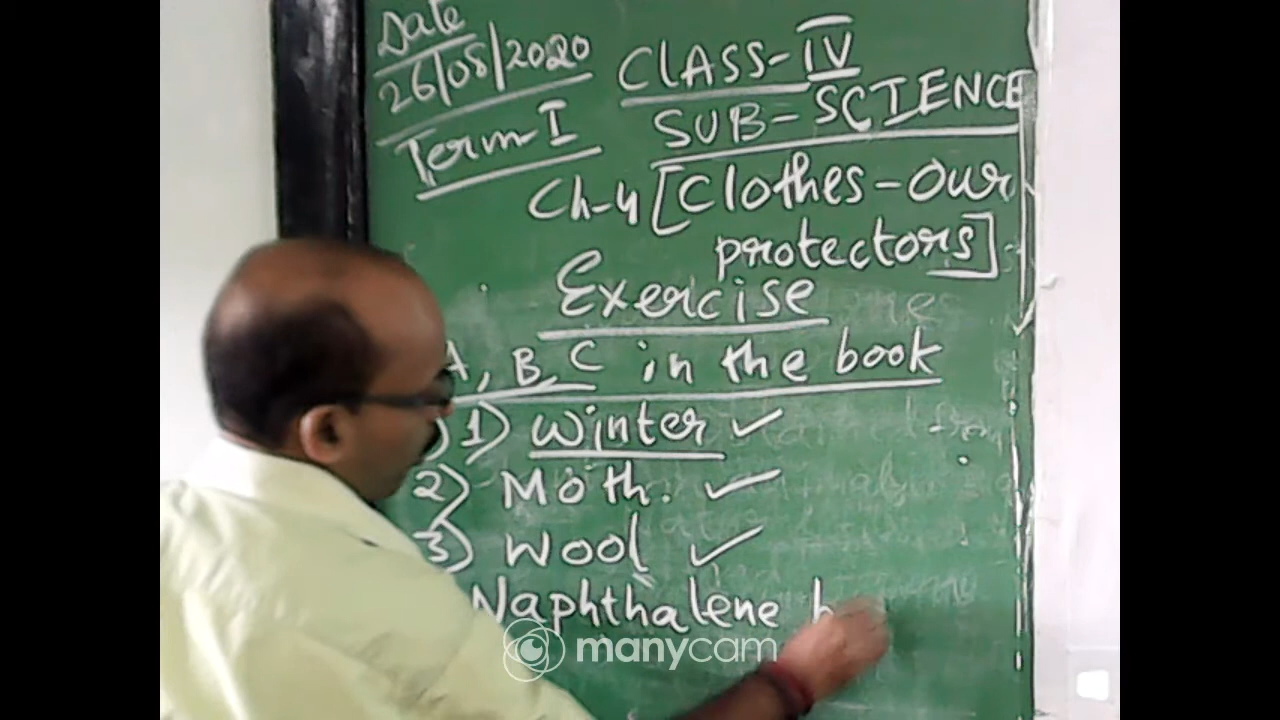 Date
26/08/2020
Term-I
CLASS-IV
SUB-SCIENCE
Ch-4 [Clothes-Our
protectors]
Exercise
A, B, C in the book
1) Winter ✓
2) Moth. ✓
3) Wool ✓
Naphthalene
manycam